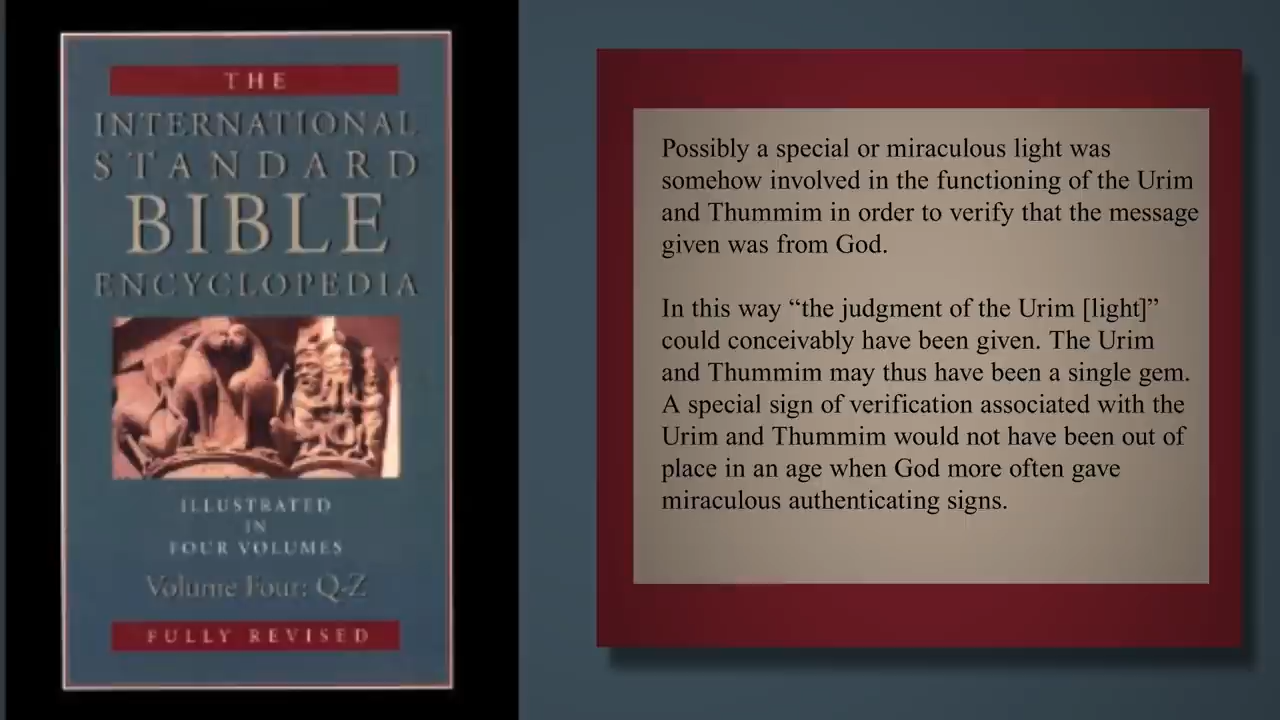 THE
INTERNATIONAL
STANDARD
BIBLE
ENCYCLOPEDIA
ILLUSTRATED
IN
FOUR VOLUMES
Volume Four: Q-Z
FULLY REVISED
Possibly a special or miraculous light was
somehow involved in the functioning of the Urim
and Thummim in order to verify that the message
given was from God.
In this way “the judgment of the Urim [light]”
could conceivably have been given. The Urim
and Thummim may thus have been a single gem.
A special sign of verification associated with the
Urim and Thummim would not have been out of
place in an age when God more often gave
miraculous authenticating signs.